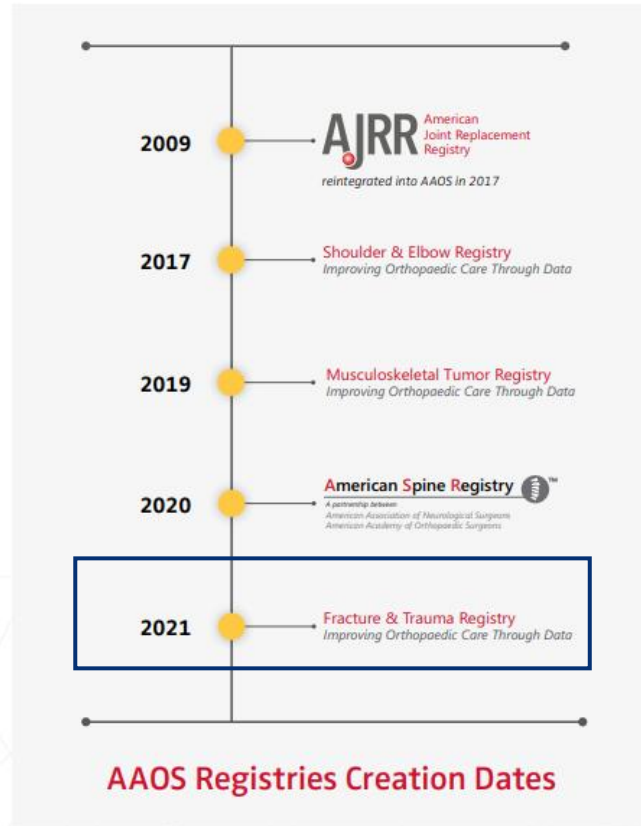 2009
AJRR
American
Joint Replacement
Registry
reintegrated into AAOS in 2017
2017
Shoulder & Elbow Registry
Improving Orthopaedic Care Through Data
2019
Musculoskeletal Tumor Registry
Improving Orthopaedic Care Through Data
2020
American Spine Registry ™
A partnership between
American Association of Neurological Surgeons
American Academy of Orthopaedic Surgeons
2021
Fracture & Trauma Registry
Improving Orthopaedic Care Through Data
AAOS Registries Creation Dates